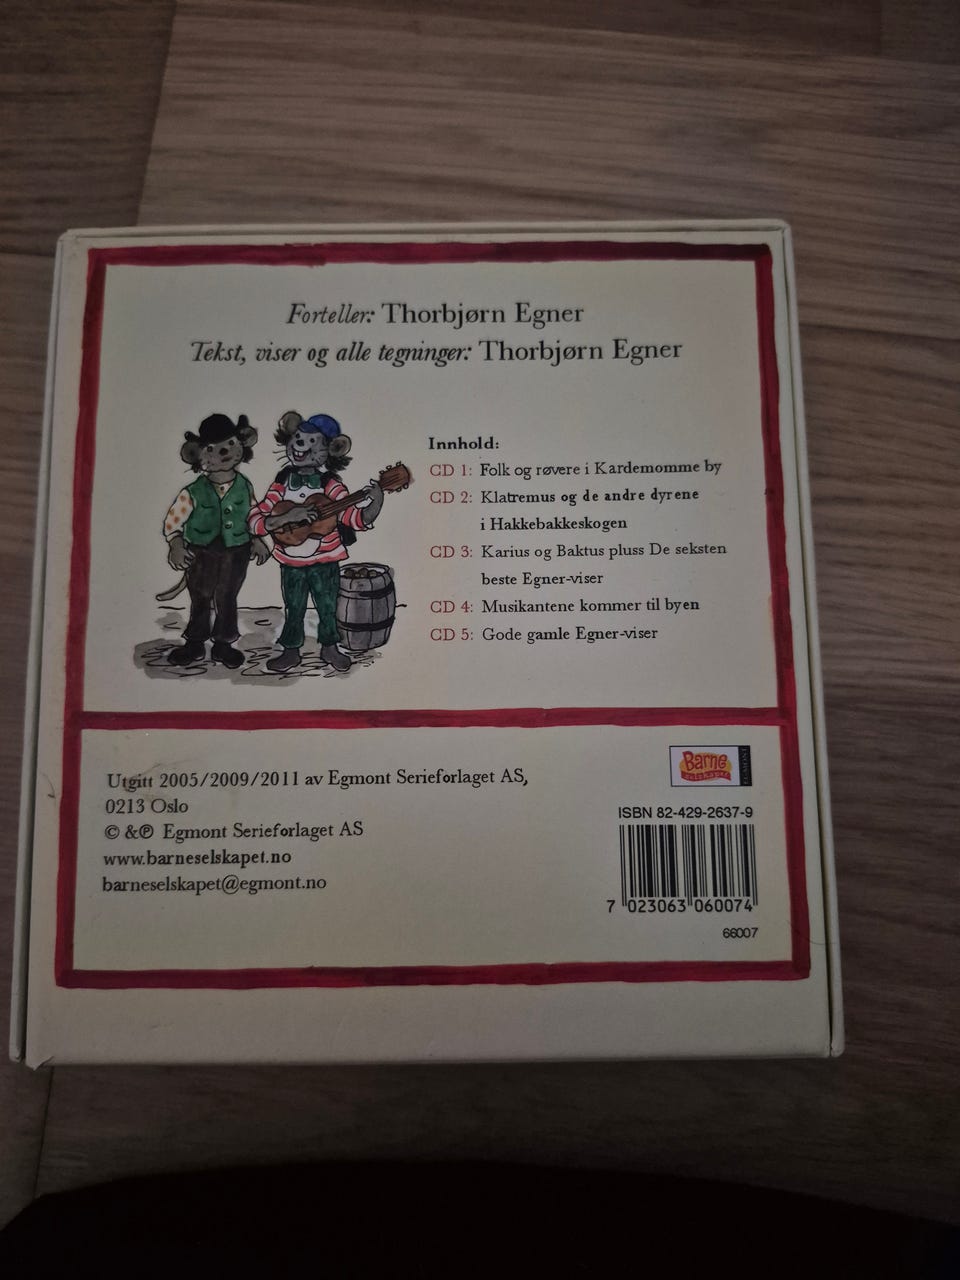 Forteller: Thorbjørn Egner
Tekst, viser og alle tegninger: Thorbjørn Egner
Innhold:
CD 1: Folk og røvere i Kardemomme by
CD 2: Klatremus og de andre dyrene
i Hakkebakkeskogen
CD 3: Karius og Baktus pluss De seksten
beste Egner-viser
CD 4: Musikantene kommer til byen
CD 5: Gode gamle Egner-viser
Utgitt 2005/2009/2011 av Egmont Serieforlaget AS,
0213 Oslo
© &℗ Egmont Serieforlaget AS
www.barneselskapet.no
barneselskapet@egmont.no
Barne
selskapet
EGMONT
ISBN 82-429-2637-9
7 023063 060074
66007